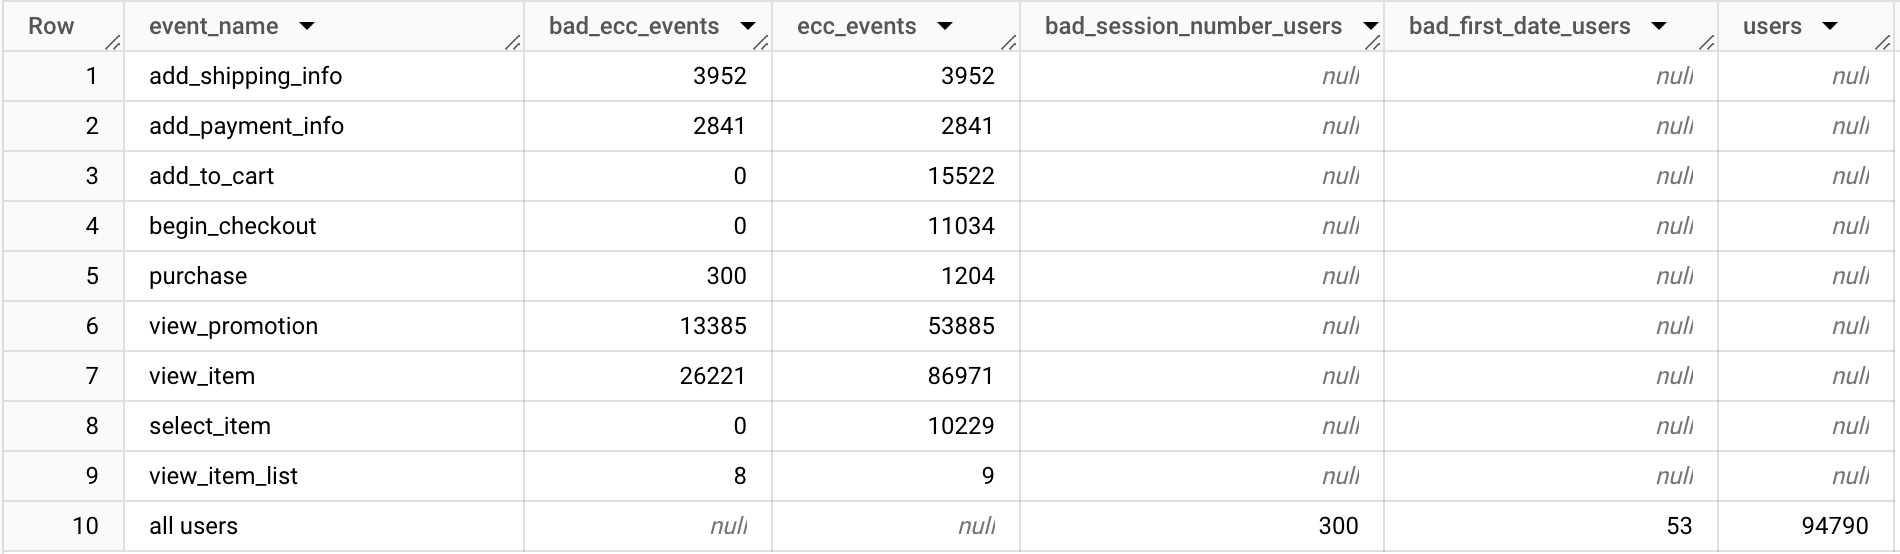 Row event_name bad_ecc_events ecc_events bad_session_number_users bad_first_date_users users
1 add_shipping_info 3952 3952 null null null
2 add_payment_info 2841 2841 null null null
3 add_to_cart 0 15522 null null null
4 begin_checkout 0 11034 null null null
5 purchase 300 1204 null null null
6 view_promotion 13385 53885 null null null
7 view_item 26221 86971 null null null
8 select_item 0 10229 null null null
9 view_item_list 8 9 null null null
10 all users null null 300 53 94790